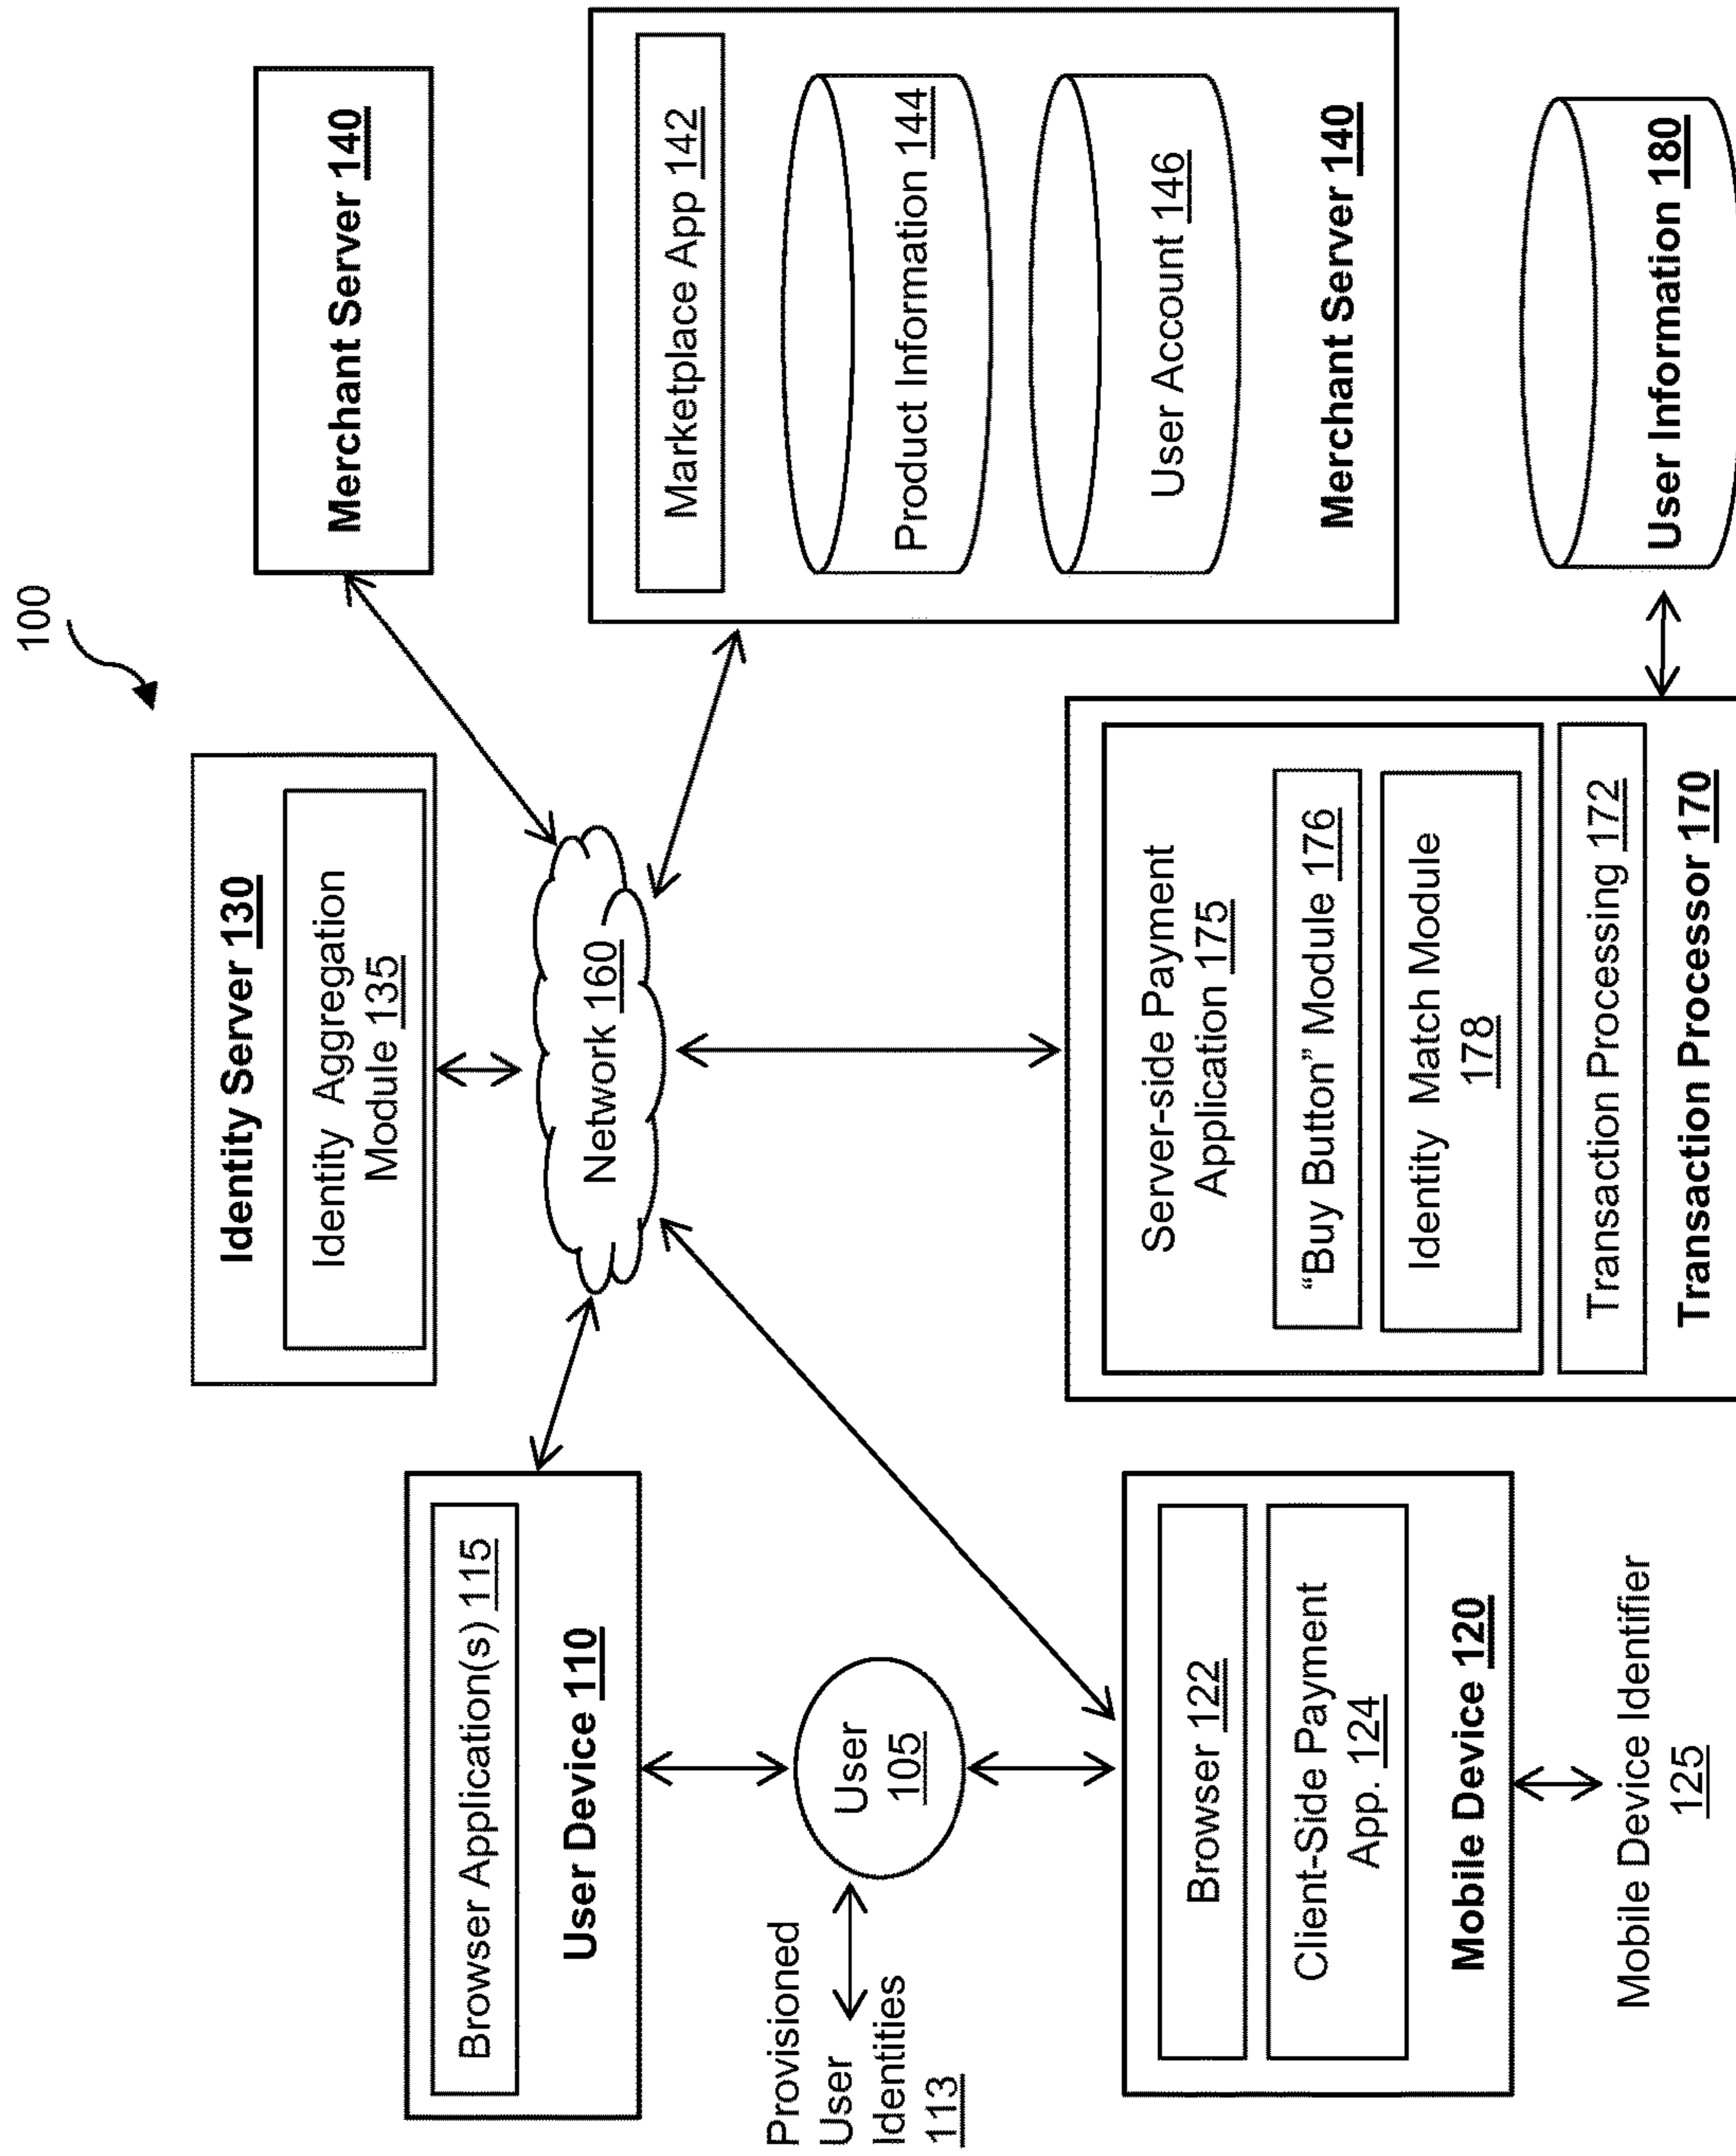 100
Identity Server 130
Identity Aggregation
Module 135
Merchant Server 140
User Device 110
Browser Application(s) 115
Network 160
Marketplace App 142
Product Information 144
User Account 146
Merchant Server 140
Provisioned
User
Identities
113
User
105
Browser 122
Client-Side Payment
App. 124
Mobile Device 120
Mobile Device Identifier
125
Server-side Payment
Application 175
“Buy Button” Module 176
Identity Match Module
178
Transaction Processing 172
Transaction Processor 170
User Information 180